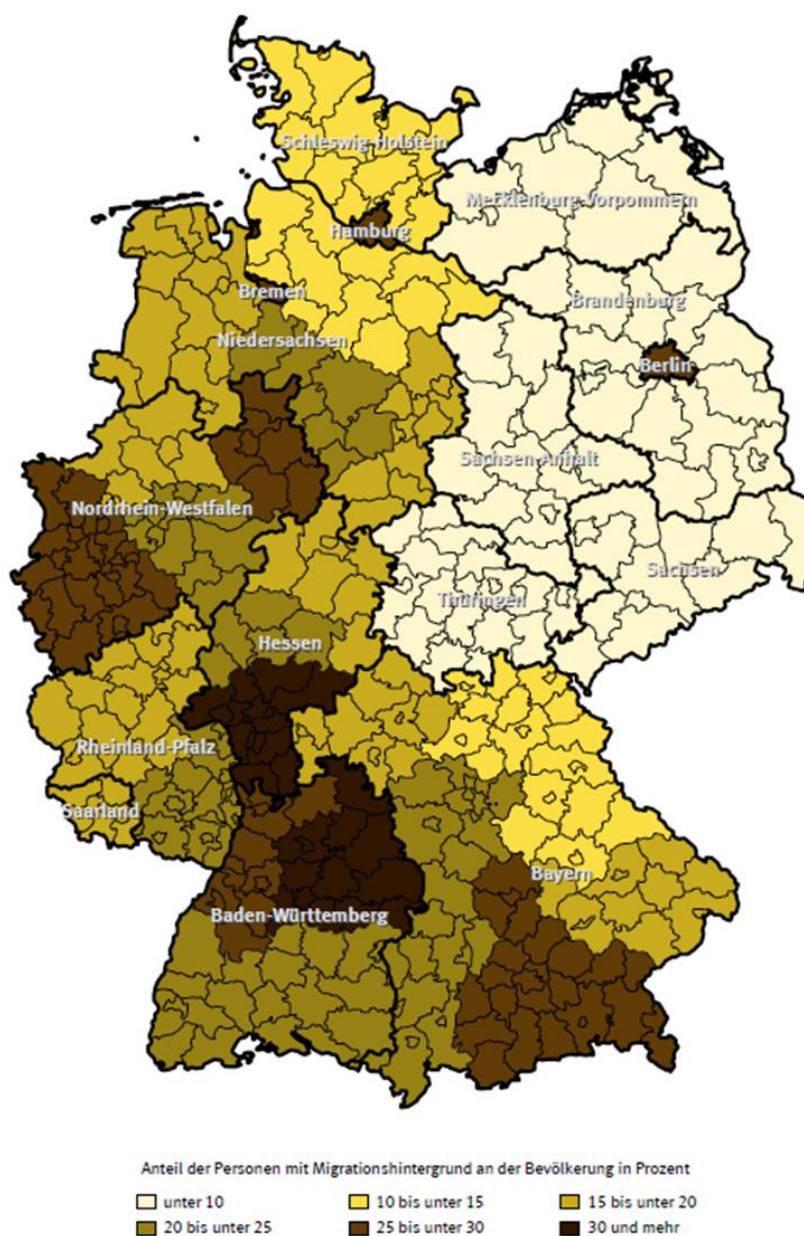 Schleswig-Holstein
Mecklenburg-Vorpommern
Hamburg
Bremen
Brandenburg
Niedersachsen
Berlin
Sachsen-Anhalt
Nordrhein-Westfalen
Sachsen
Thüringen
Hessen
Rheinland-Pfalz
Saarland
Bayern
Baden-Württemberg
Anteil der Personen mit Migrationshintergrund an der Bevölkerung in Prozent
unter 10 10 bis unter 15 15 bis unter 20
20 bis unter 25 25 bis unter 30 30 und mehr